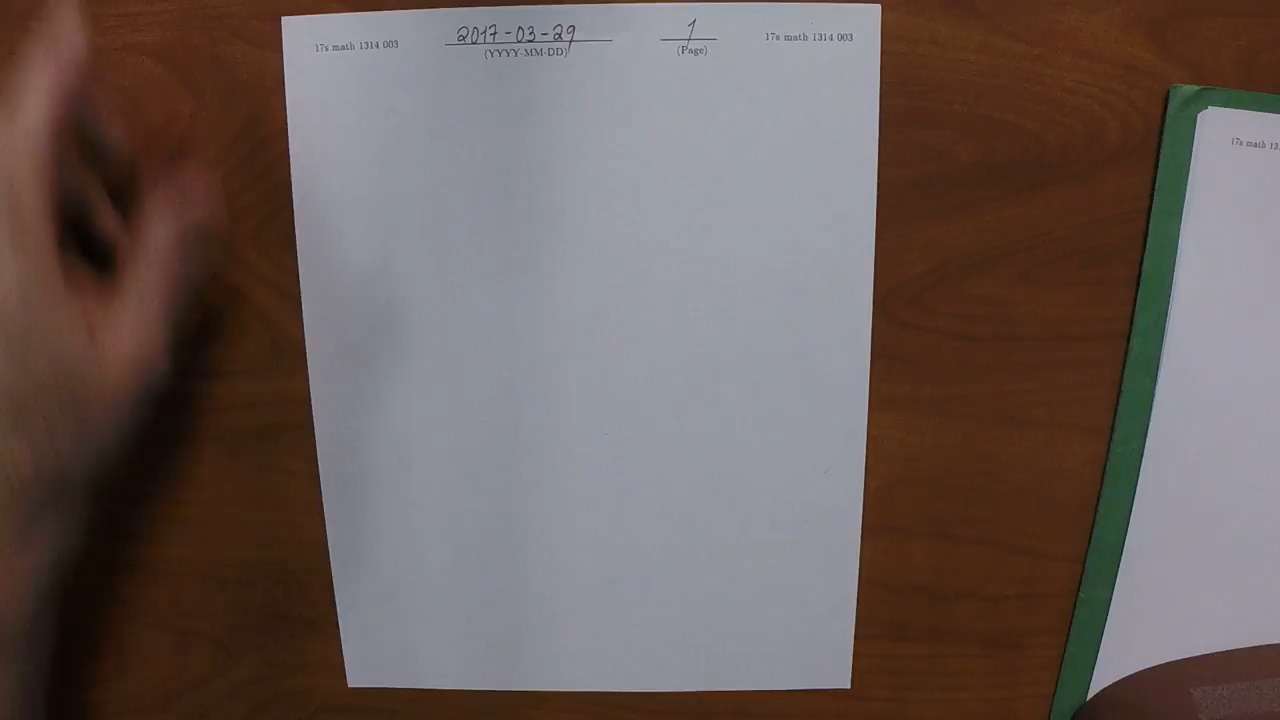 17s math 1314 003 2017-03-29 1 17s math 1314 003
(YYYY-MM-DD) (Page)
17s math 13